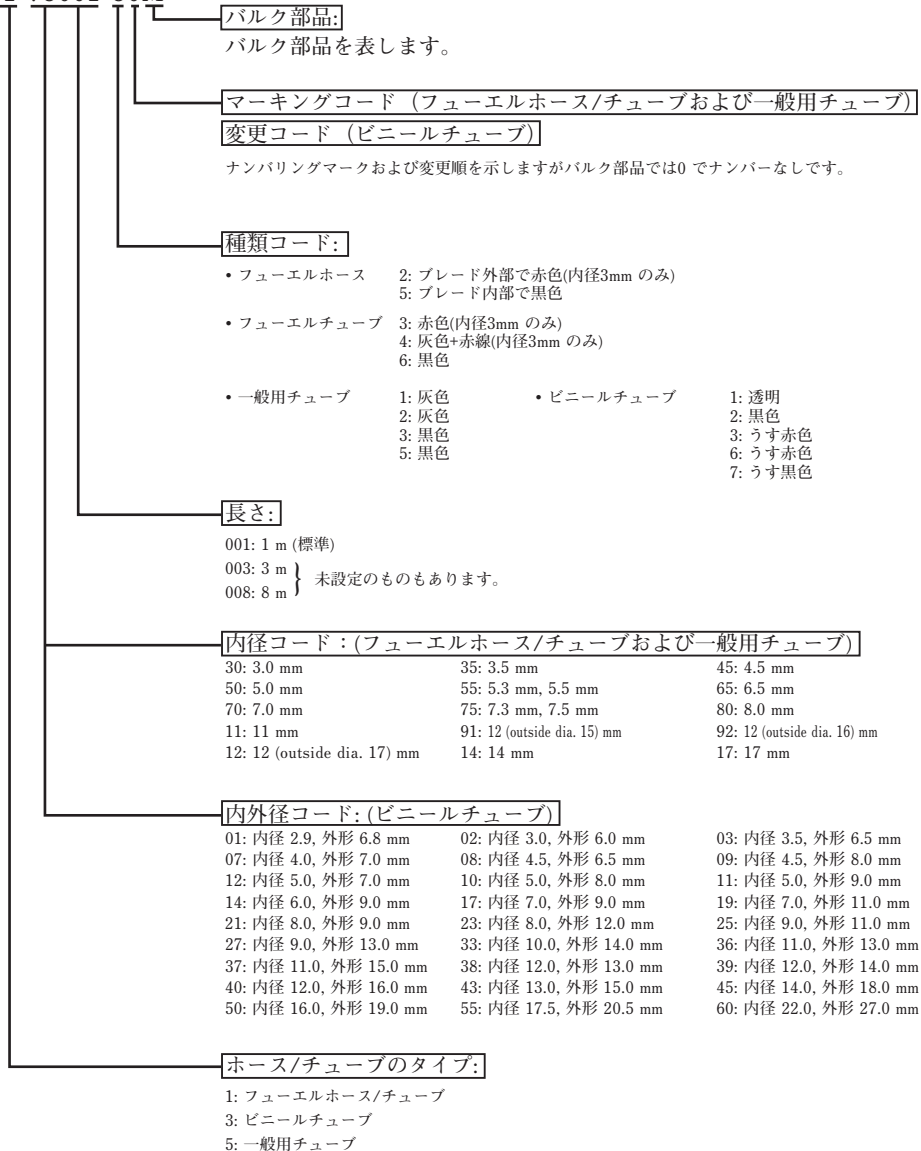 バルク部品:
バルク部品を表します。
マーキングコード (フューエルホース/チューブおよび一般用チューブ)
変更コード (ビニールチューブ)
ナンバリングマークおよび変更順を示しますがバルク部品では0 でナンバーなしです。
種類コード:
• フューエルホース 2: ブレード外部で赤色(内径3mm のみ)
5: ブレード内部で黒色
• フューエルチューブ 3: 赤色(内径3mm のみ)
4: 灰色+赤線(内径3mm のみ)
6: 黒色
• 一般用チューブ 1: 灰色 • ビニールチューブ 1: 透明
2: 灰色 2: 黒色
3: 黒色 3: うす赤色
5: 黒色 6: うす赤色
7: うす黒色
長さ:
001: 1 m (標準)
003: 3 m
008: 8 m } 未設定のものもあります。
内径コード：(フューエルホース/チューブおよび一般用チューブ)
30: 3.0 mm 35: 3.5 mm 45: 4.5 mm
50: 5.0 mm 55: 5.3 mm, 5.5 mm 65: 6.5 mm
70: 7.0 mm 75: 7.3 mm, 7.5 mm 80: 8.0 mm
11: 11 mm 91: 12 (outside dia. 15) mm 92: 12 (outside dia. 16) mm
12: 12 (outside dia. 17) mm 14: 14 mm 17: 17 mm
内外径コード: (ビニールチューブ)
01: 内径 2.9, 外形 6.8 mm 02: 内径 3.0, 外形 6.0 mm 03: 内径 3.5, 外形 6.5 mm
07: 内径 4.0, 外形 7.0 mm 08: 内径 4.5, 外形 6.5 mm 09: 内径 4.5, 外形 8.0 mm
12: 内径 5.0, 外形 7.0 mm 10: 内径 5.0, 外形 8.0 mm 11: 内径 5.0, 外形 9.0 mm
14: 内径 6.0, 外形 9.0 mm 17: 内径 7.0, 外形 9.0 mm 19: 内径 7.0, 外形 11.0 mm
21: 内径 8.0, 外形 9.0 mm 23: 内径 8.0, 外形 12.0 mm 25: 内径 9.0, 外形 11.0 mm
27: 内径 9.0, 外形 13.0 mm 33: 内径 10.0, 外形 14.0 mm 36: 内径 11.0, 外形 13.0 mm
37: 内径 11.0, 外形 15.0 mm 38: 内径 12.0, 外形 13.0 mm 39: 内径 12.0, 外形 14.0 mm
40: 内径 12.0, 外形 16.0 mm 43: 内径 13.0, 外形 15.0 mm 45: 内径 14.0, 外形 18.0 mm
50: 内径 16.0, 外形 19.0 mm 55: 内径 17.5, 外形 20.5 mm 60: 内径 22.0, 外形 27.0 mm
ホース/チューブのタイプ:
1: フューエルホース/チューブ
3: ビニールチューブ
5: 一般用チューブ